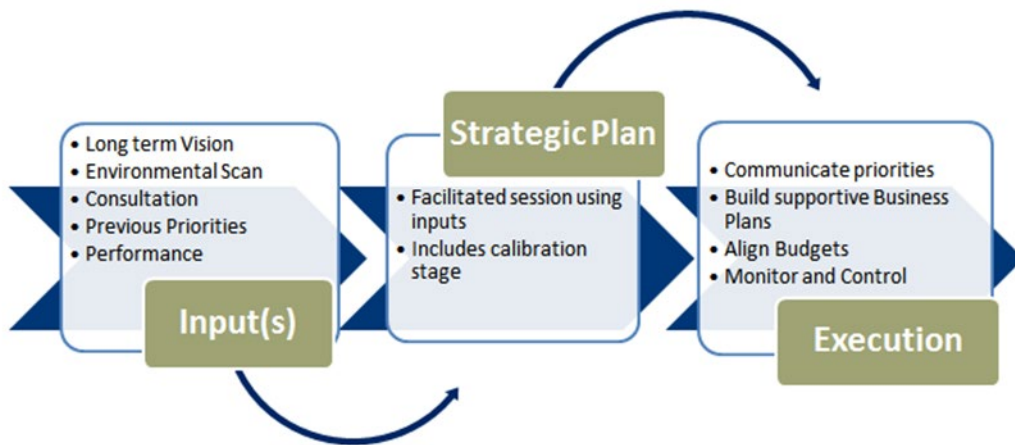 • Long term Vision
• Environmental Scan
• Consultation
• Previous Priorities
• Performance
Input(s)
Strategic Plan
• Facilitated session using
inputs
• Includes calibration
stage
• Communicate priorities
• Build supportive Business
Plans
• Align Budgets
• Monitor and Control
Execution